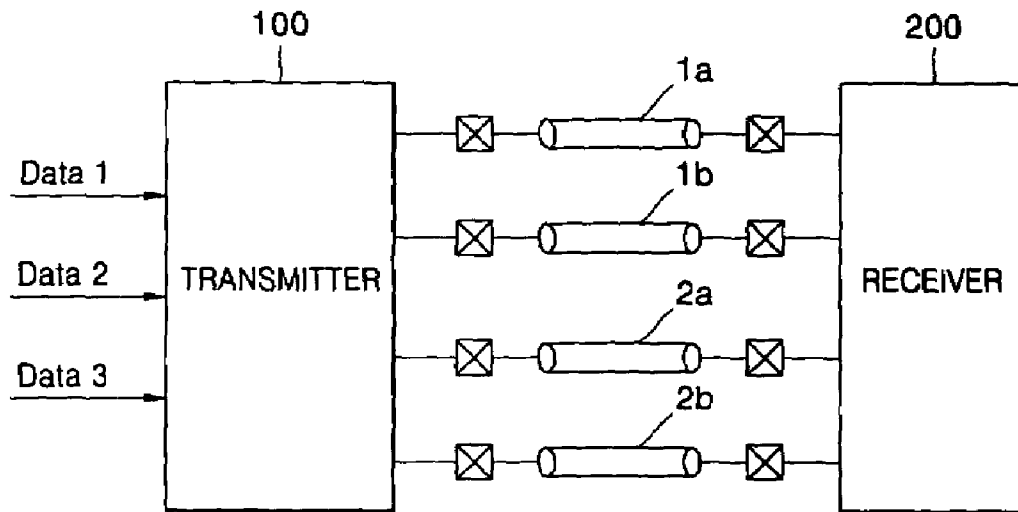 100
200
1a
Data 1
1b
Data 2
TRANSMITTER
2a
RECEIVER
Data 3
2b